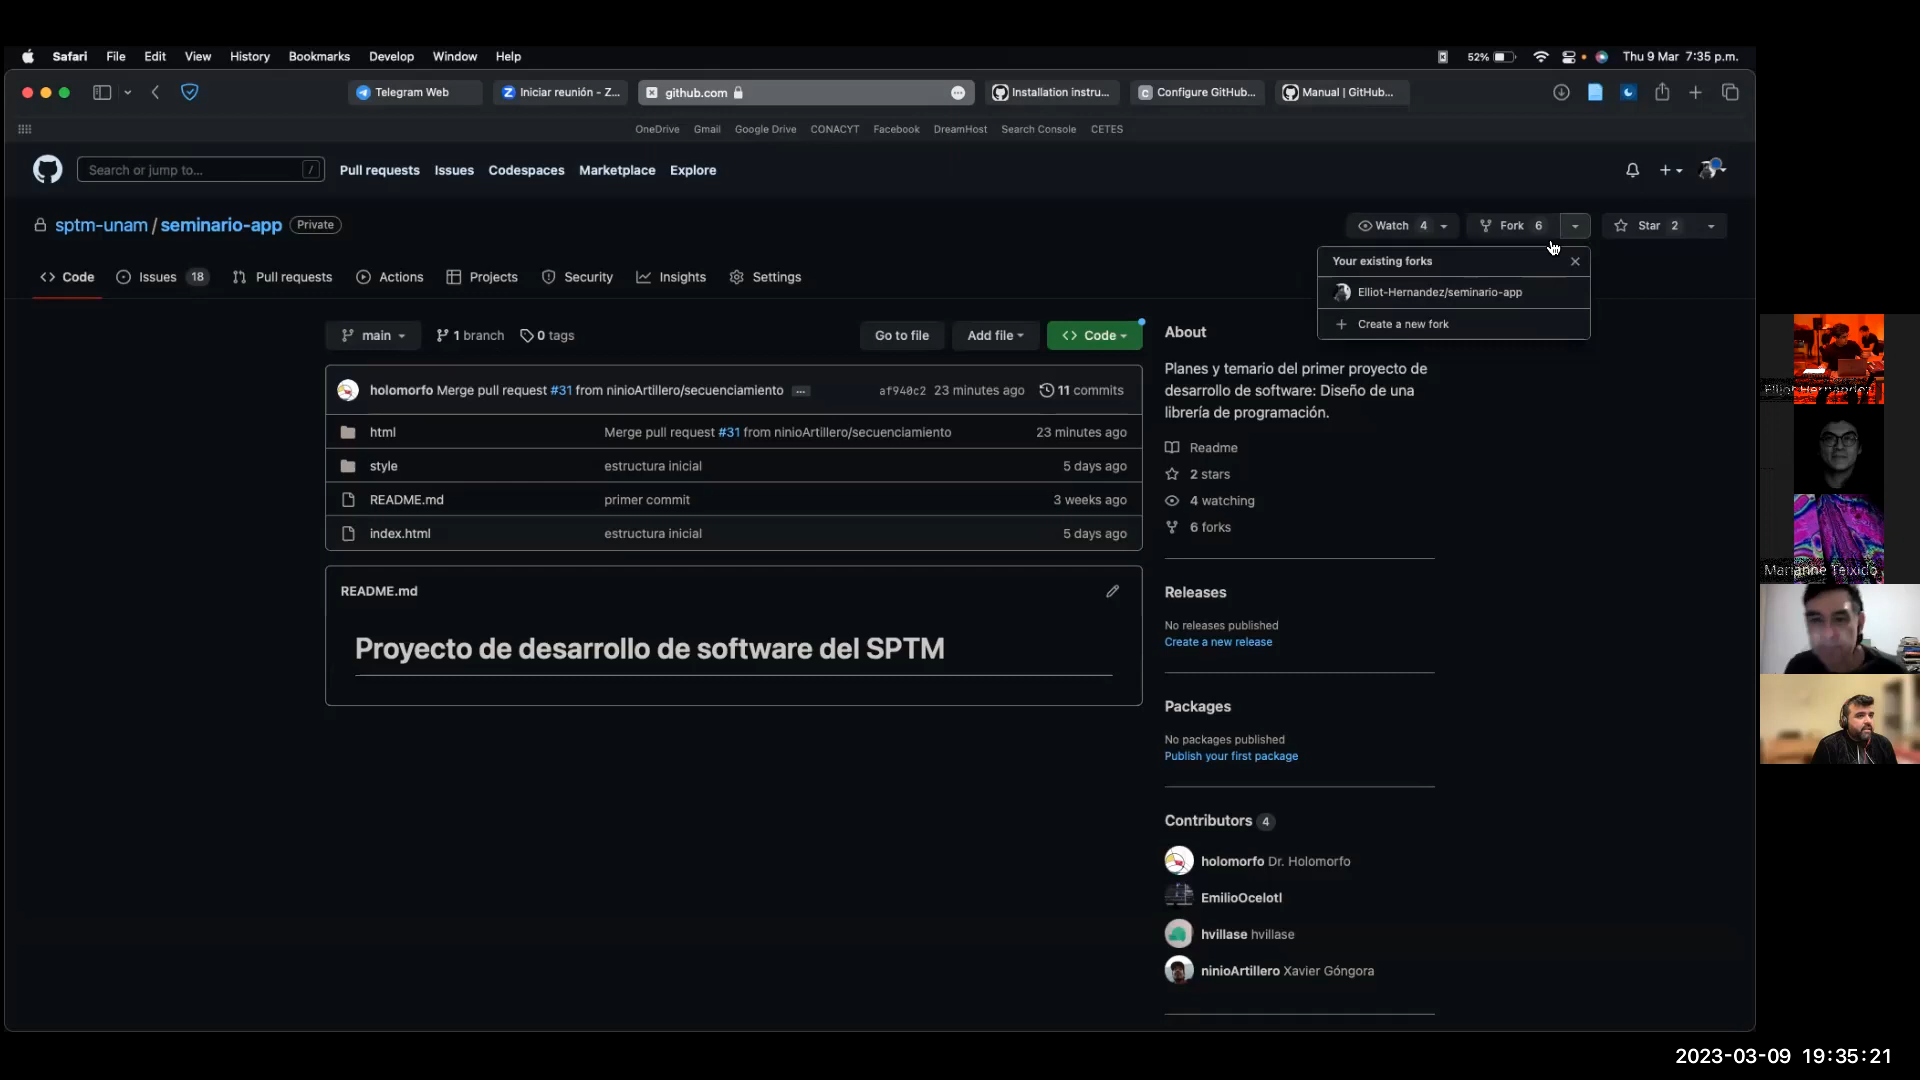 Safari File Edit View History Bookmarks Develop Window Help 52% Thu 9 Mar 7:35 p.m.
Telegram Web Iniciar reunión - Z... github.com Installation instru... Configure GitHub... Manual | GitHub...
OneDrive Gmail Google Drive CONACYT Facebook DreamHost Search Console CETES
Search or jump to... / Pull requests Issues Codespaces Marketplace Explore
sptm-unam / seminario-app Private Watch 4 Fork 6 Star 2
Your existing forks
Elliot-Hernandez/seminario-app
Create a new fork
Code Issues 18 Pull requests Actions Projects Security Insights Settings
main 1 branch 0 tags Go to file Add file Code
holomorfo Merge pull request #31 from ninioArtillero/secuenciamiento ... af940c2 23 minutes ago 11 commits
html Merge pull request #31 from ninioArtillero/secuenciamiento 23 minutes ago
style estructura inicial 5 days ago
README.md primer commit 3 weeks ago
index.html estructura inicial 5 days ago
README.md
Proyecto de desarrollo de software del SPTM
About
Planes y temario del primer proyecto de
desarrollo de software: Diseño de una
librería de programación.
Readme
2 stars
4 watching
6 forks
Releases
No releases published
Create a new release
Packages
No packages published
Publish your first package
Contributors 4
holomorfo Dr. Holomorfo
EmilioOcelotl
hvillase hvillase
ninioArtillero Xavier Góngora
Elliot Hernandez
Marianne Teixido
2023-03-09 19:35:21